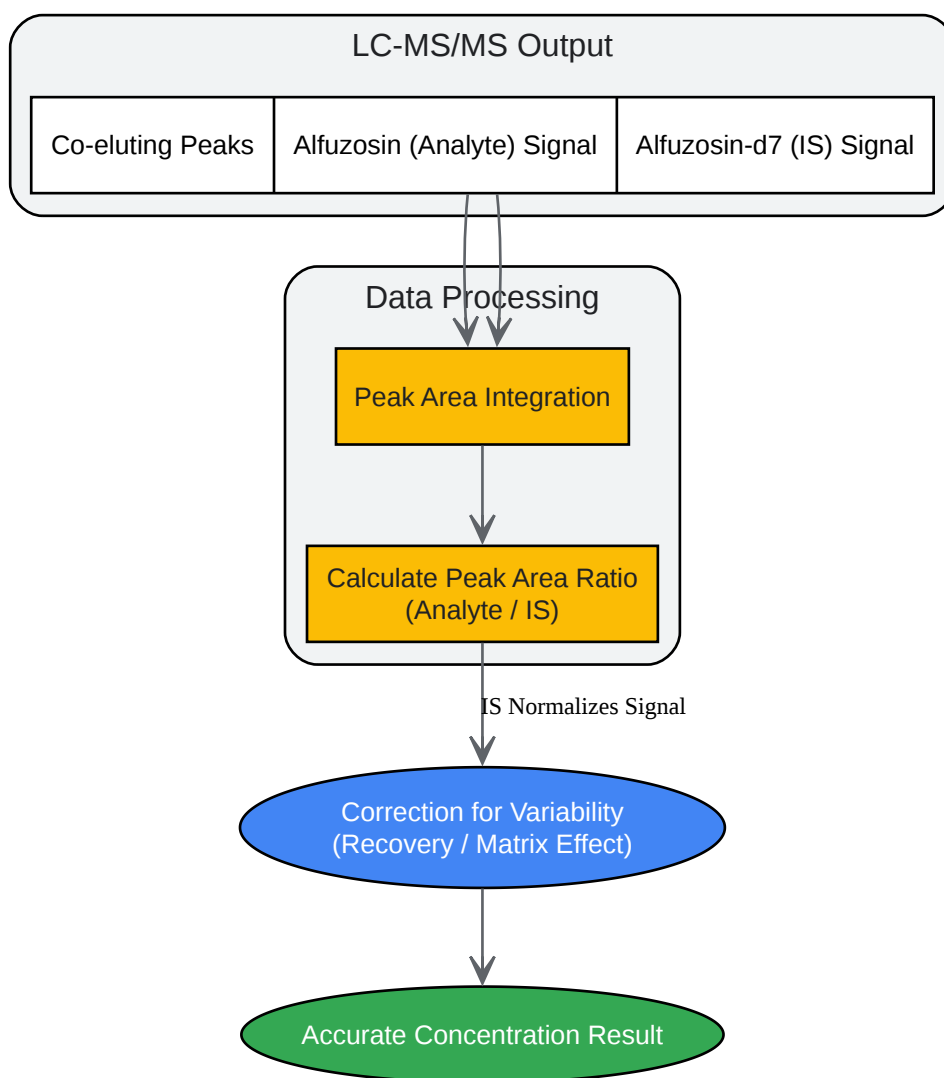 LC-MS/MS Output
Co-eluting Peaks
Alfuzosin (Analyte) Signal
Alfuzosin-d7 (IS) Signal
Data Processing
Peak Area Integration
Calculate Peak Area Ratio
(Analyte / IS)
IS Normalizes Signal
Correction for Variability
(Recovery / Matrix Effect)
Accurate Concentration Result